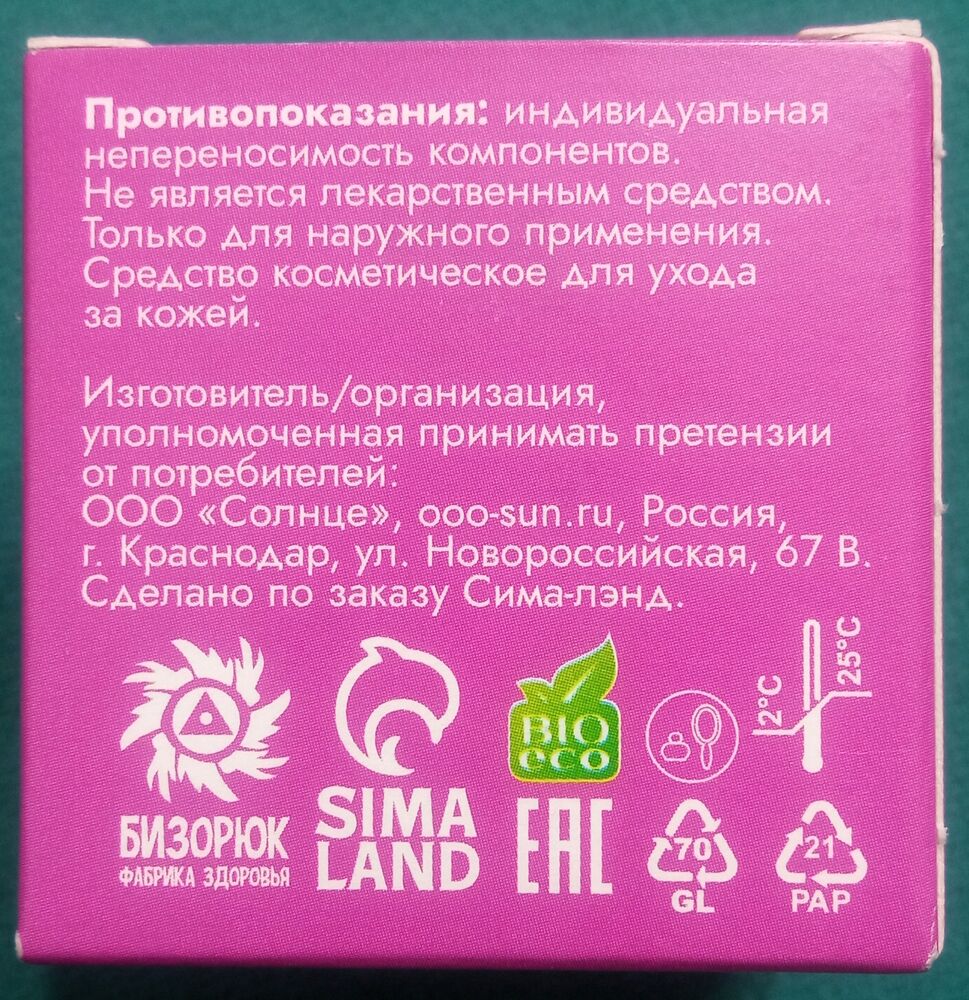 Противопоказания: индивидуальная
непереносимость компонентов.
Не является лекарственным средством.
Только для наружного применения.
Средство косметическое для ухода
за кожей.
Изготовитель/организация,
уполномоченная принимать претензии
от потребителей:
ООО «Солнце», ooo-sun.ru, Россия,
г. Краснодар, ул. Новороссийская, 67 В.
Сделано по заказу Сима-лэнд.
БИЗОРЮК
ФАБРИКА ЗДОРОВЬЯ
SIMA
LAND
BIO
eco
EAC
2°C
25°C
70
GL
21
PAP